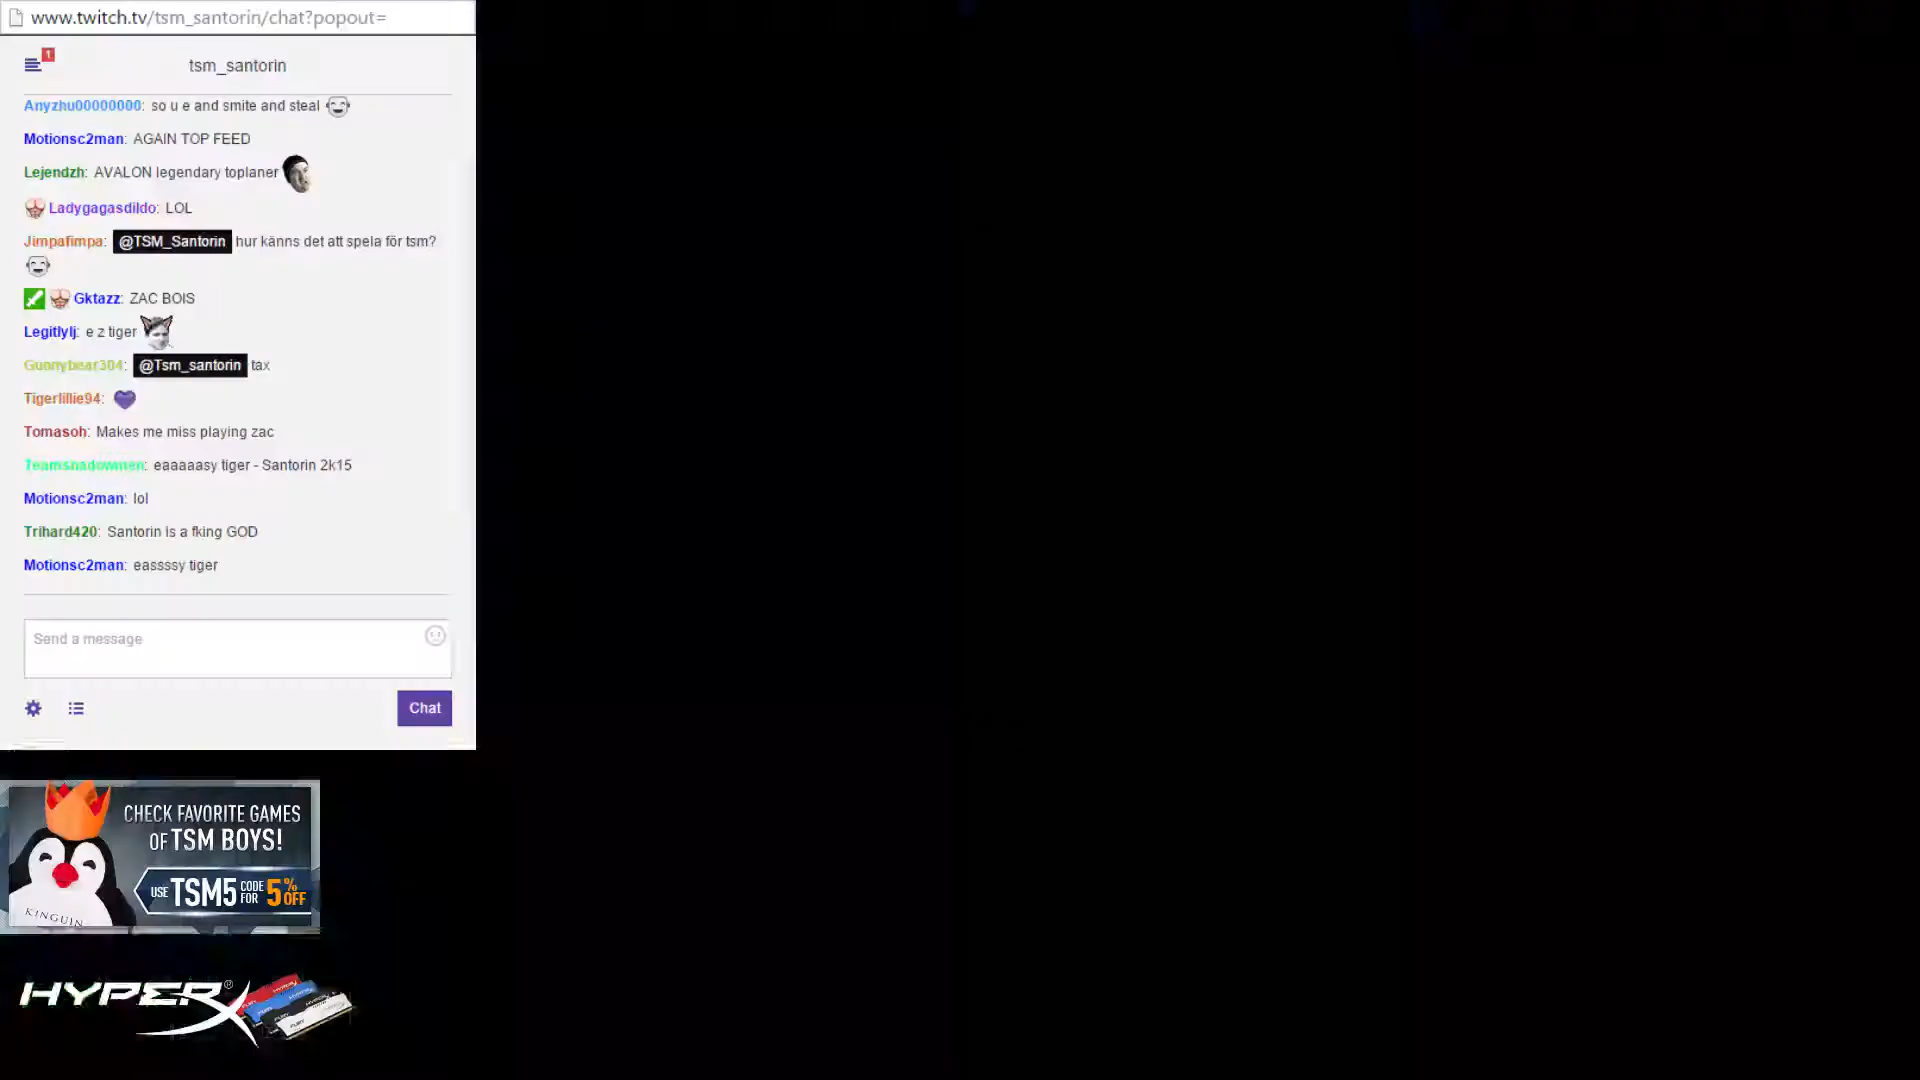 www.twitch.tv/tsm_santorin/chat?popout=
1
tsm_santorin
Anyzhu00000000: so u e and smite and steal
Motionsc2man: AGAIN TOP FEED
Lejendzh: AVALON legendary toplaner
Ladygagasdildo: LOL
Jimpafimpa: @TSM_Santorin hur känns det att spela för tsm?
Gktazz: ZAC BOIS
Legitlylj: e z tiger
Gunnybear304: @Tsm_santorin tax
Tigerlillie94:
Tomasoh: Makes me miss playing zac
Teamsnadowmen: eaaaaasy tiger - Santorin 2k15
Motionsc2man: lol
Trihard420: Santorin is a fking GOD
Motionsc2man: eassssy tiger
Send a message
Chat
CHECK FAVORITE GAMES
OF TSM BOYS!
USE TSM5 CODE FOR 5% OFF
KINGUIN
HYPERX®